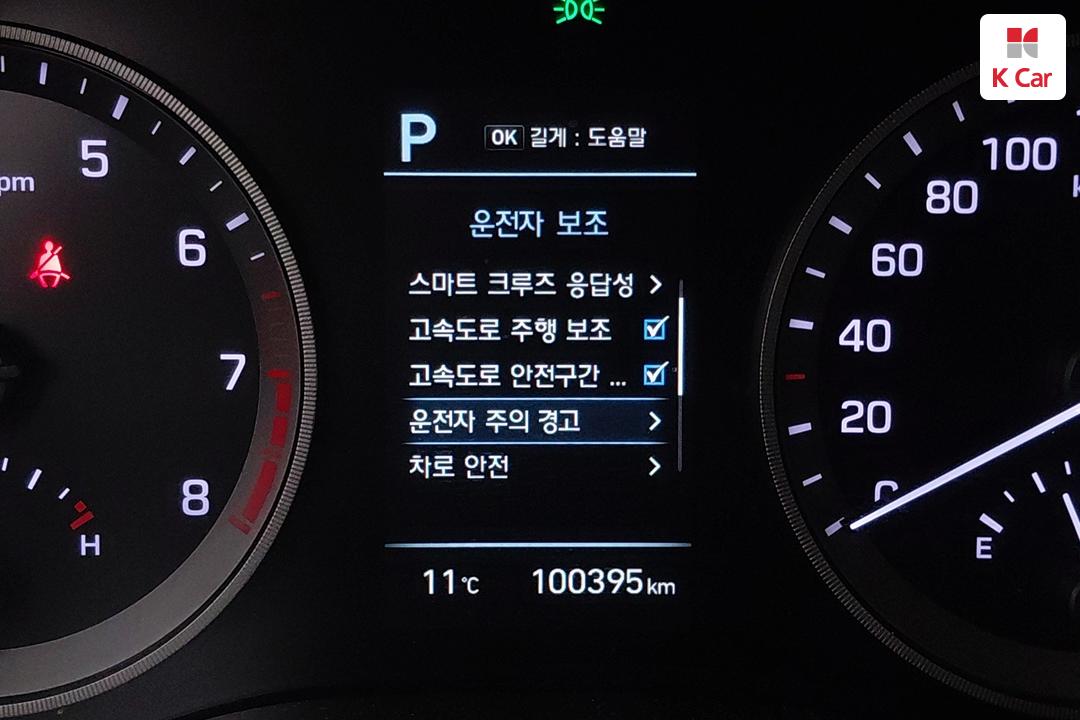 K Car
P
OK 길게 : 도움말
운전자 보조
스마트 크루즈 응답성
고속도로 주행 보조
고속도로 안전구간 ...
운전자 주의 경고
차로 안전
11℃ 100395 km
5
6
7
8
H
100
80
60
40
20
0
E